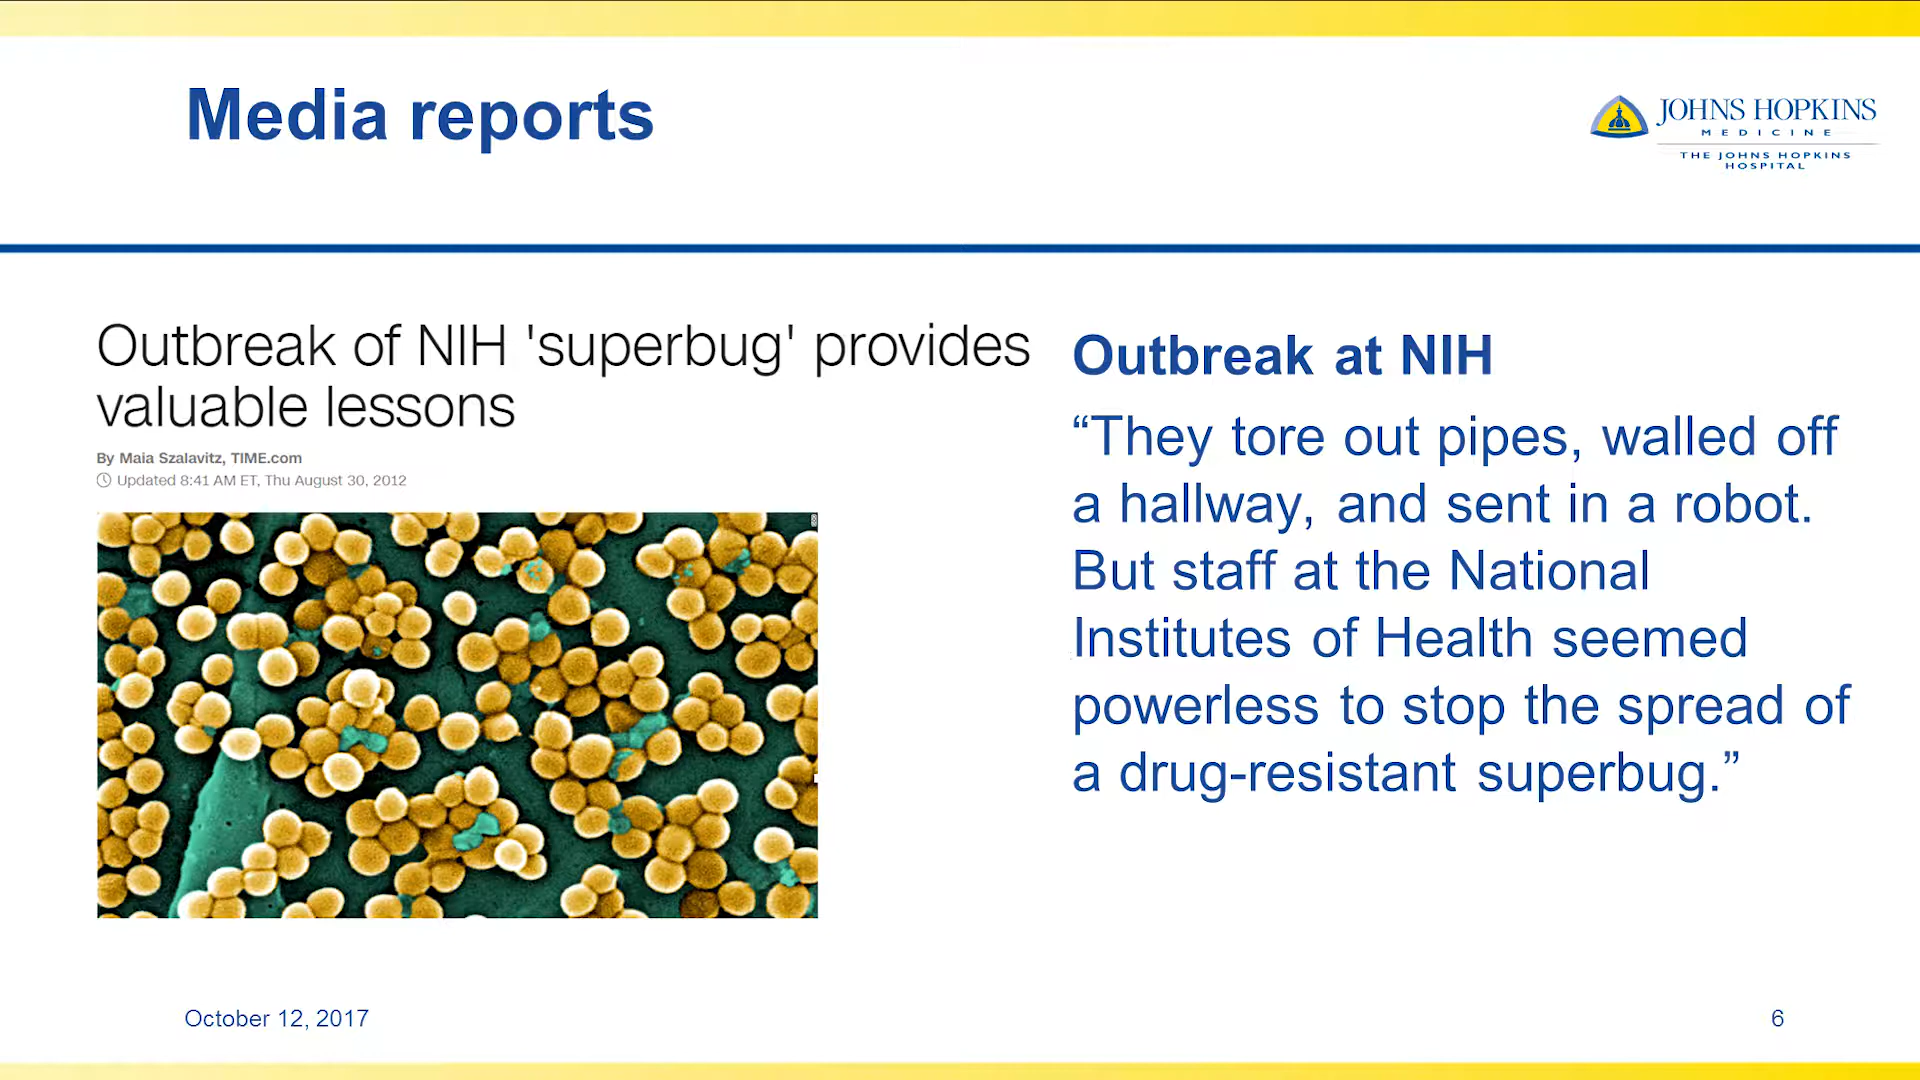 Media reports
JOHNS HOPKINS
MEDICINE
THE JOHNS HOPKINS
HOSPITAL
Outbreak of NIH 'superbug' provides
valuable lessons
By Maia Szalavitz, TIME.com
Updated 8:41 AM ET, Thu August 30, 2012
Outbreak at NIH
“They tore out pipes, walled off
a hallway, and sent in a robot.
But staff at the National
Institutes of Health seemed
powerless to stop the spread of
a drug-resistant superbug.”
October 12, 2017
6